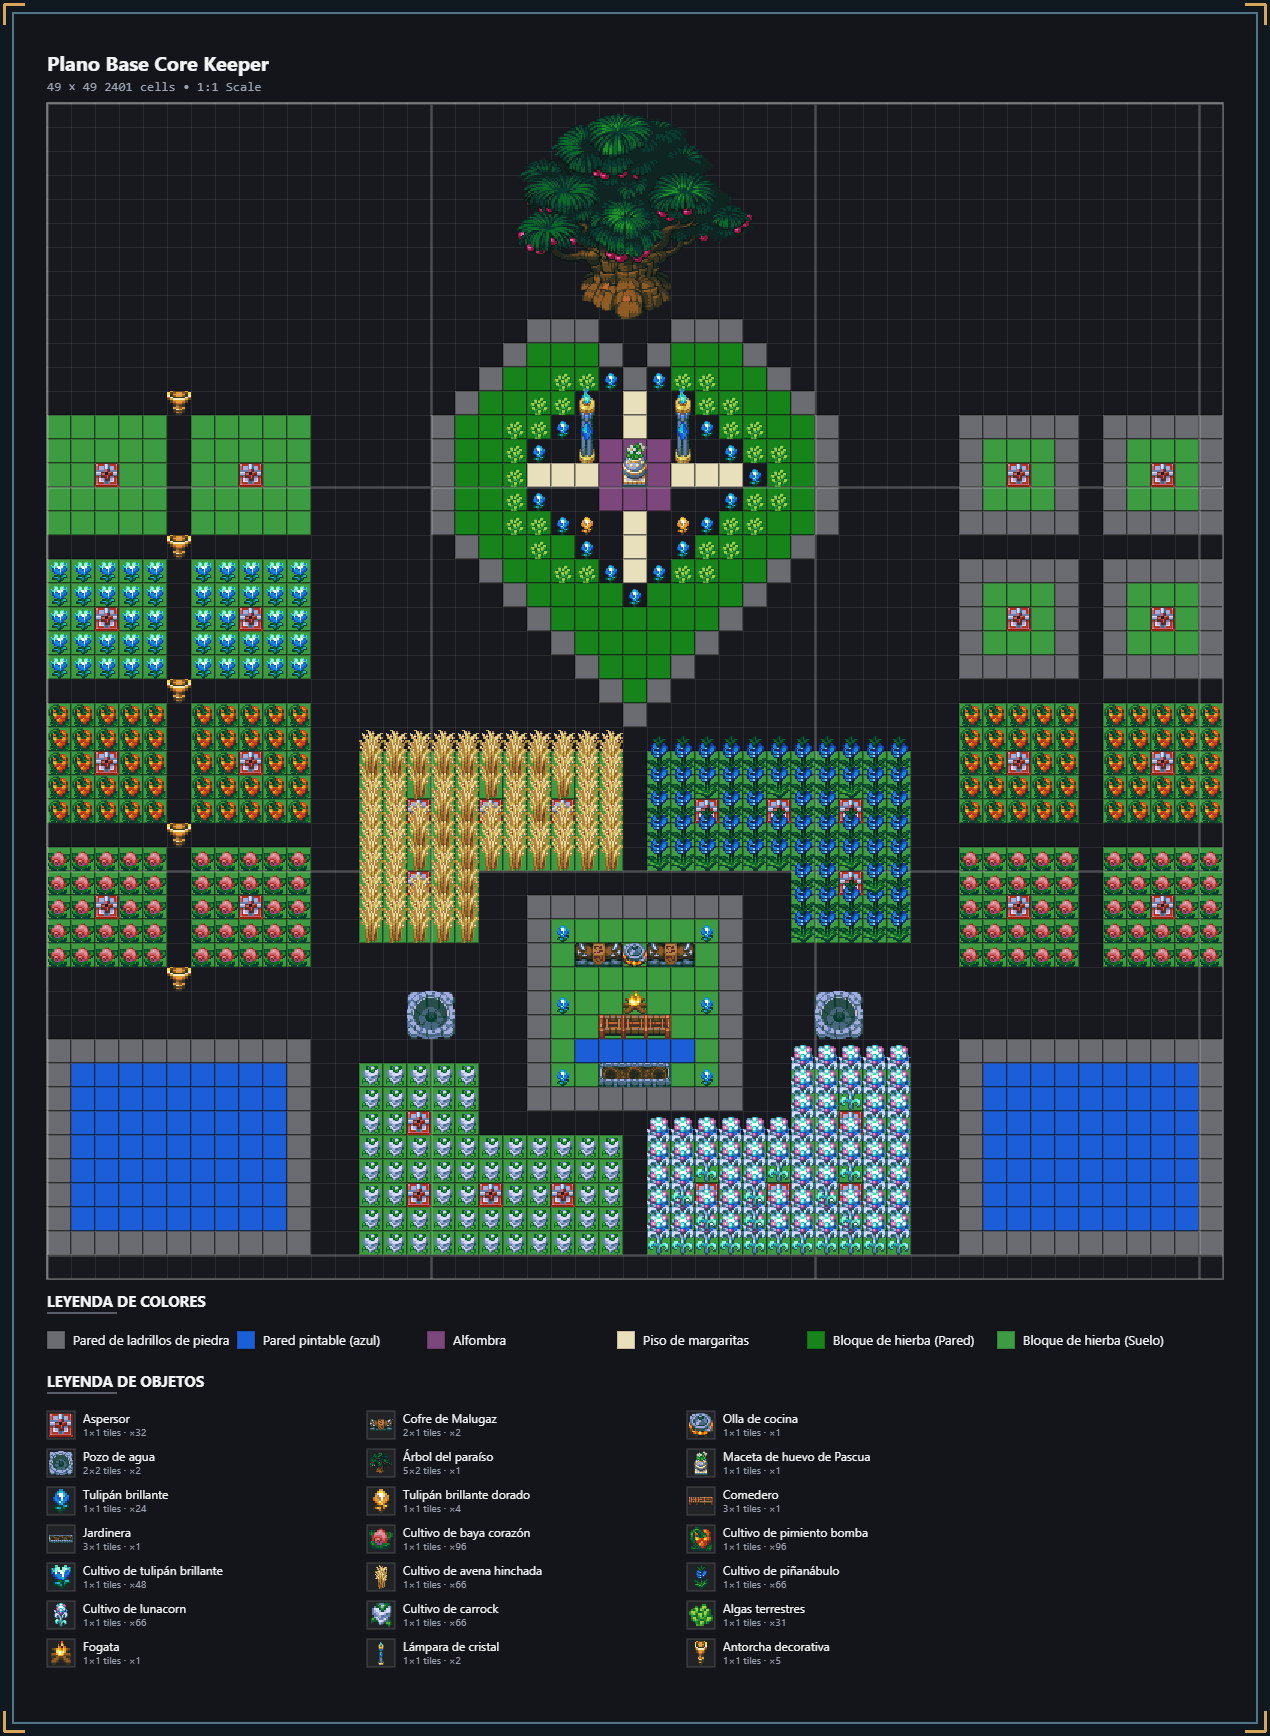 Plano Base Core Keeper
49 × 49 2401 cells • 1:1 Scale
LEYENDA DE COLORES
Pared de ladrillos de piedra
Pared pintable (azul)
Alfombra
Piso de margaritas
Bloque de hierba (Pared)
Bloque de hierba (Suelo)
LEYENDA DE OBJETOS
Aspersor
1×1 tiles · ×32
Cofre de Malugaz
2×1 tiles · ×2
Olla de cocina
1×1 tiles · ×1
Pozo de agua
2×2 tiles · ×2
Árbol del paraíso
5×2 tiles · ×1
Maceta de huevo de Pascua
1×1 tiles · ×1
Tulipán brillante
1×1 tiles · ×24
Tulipán brillante dorado
1×1 tiles · ×4
Comedero
3×1 tiles · ×1
Jardinera
3×1 tiles · ×1
Cultivo de baya corazón
1×1 tiles · ×96
Cultivo de pimiento bomba
1×1 tiles · ×96
Cultivo de tulipán brillante
1×1 tiles · ×48
Cultivo de avena hinchada
1×1 tiles · ×66
Cultivo de piñanábulo
1×1 tiles · ×66
Cultivo de lunacorn
1×1 tiles · ×66
Cultivo de carrock
1×1 tiles · ×66
Algas terrestres
1×1 tiles · ×31
Fogata
1×1 tiles · ×1
Lámpara de cristal
1×1 tiles · ×2
Antorcha decorativa
1×1 tiles · ×5